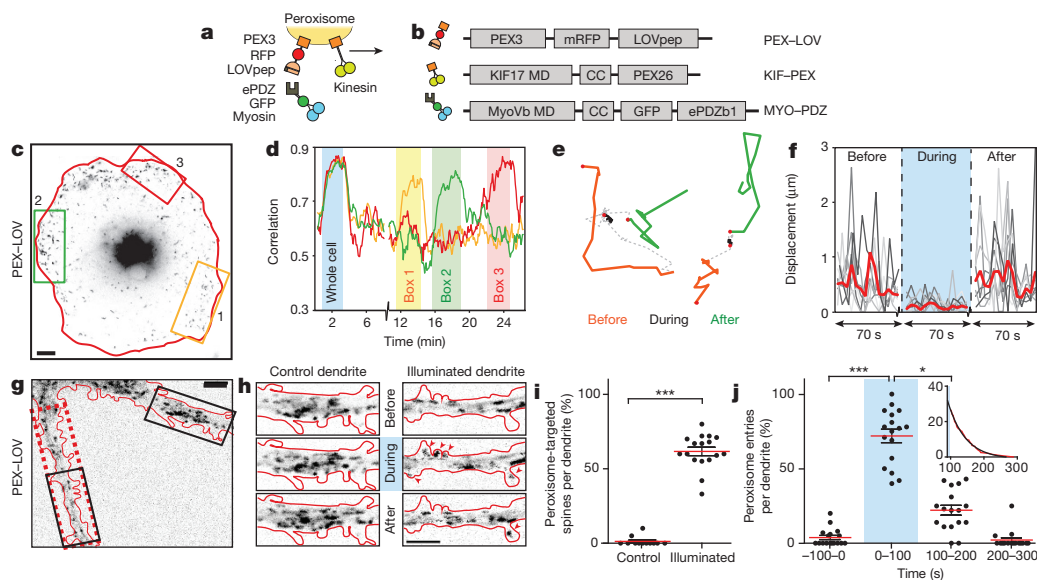 a
Peroxisome
PEX3
RFP
LOVpep
Kinesin
ePDZ
GFP
Myosin
b
PEX3 mRFP LOVpep PEX–LOV
KIF17 MD CC PEX26 KIF–PEX
MyoVb MD CC GFP ePDZb1 MYO–PDZ
c
PEX–LOV
1
2
3
d
Correlation
0.9
0.7
0.5
0.3
Whole cell
Box 1
Box 2
Box 3
2 6 12 16 20 24
Time (min)
e
Before During After
f
Displacement (μm)
3
2
1
0
Before During After
70 s 70 s 70 s
g
PEX–LOV
h
Control dendrite Illuminated dendrite
Before
During
After
i
Peroxisome-targeted
spines per dendrite (%)
100
50
0
***
Control Illuminated
j
Peroxisome entries
per dendrite (%)
100
50
0
*** *
40
0
100 200 300
–100–0 0–100 100–200 200–300
Time (s)